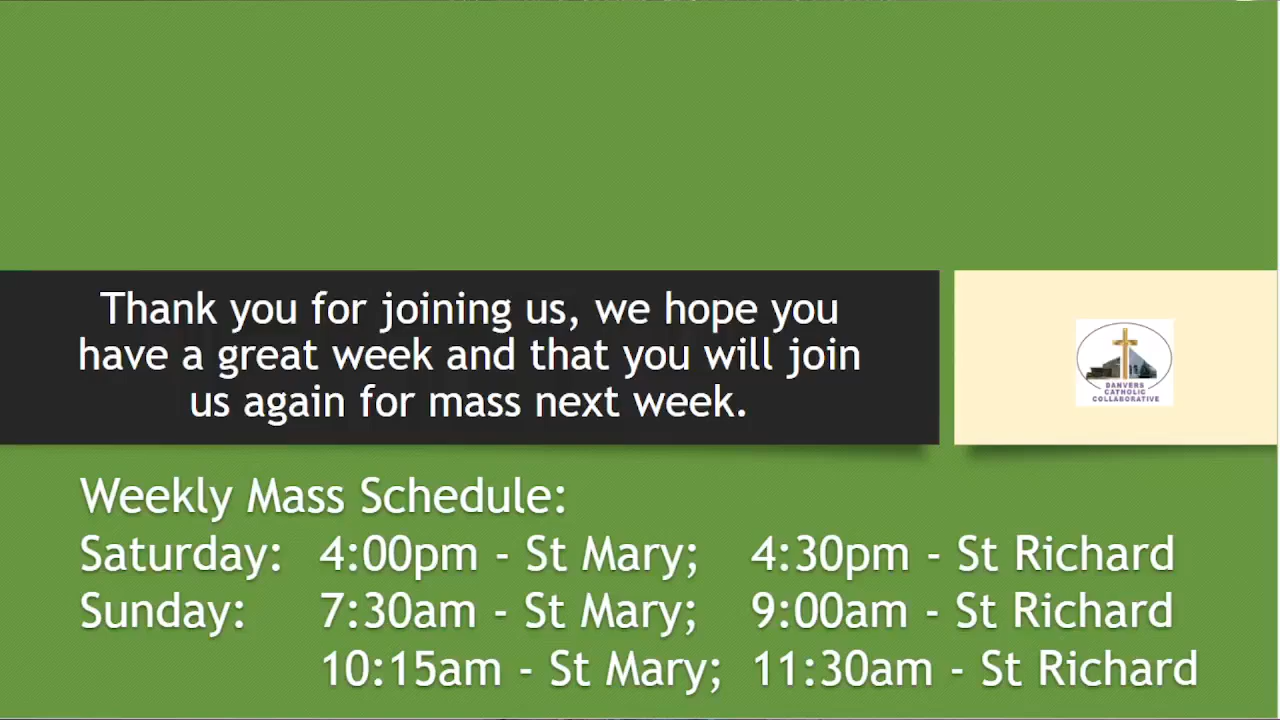 Thank you for joining us, we hope you
have a great week and that you will join
us again for mass next week.
DANVERS
CATHOLIC
COLLABORATIVE
Weekly Mass Schedule:
Saturday: 4:00pm - St Mary; 4:30pm - St Richard
Sunday: 7:30am - St Mary; 9:00am - St Richard
10:15am - St Mary; 11:30am - St Richard